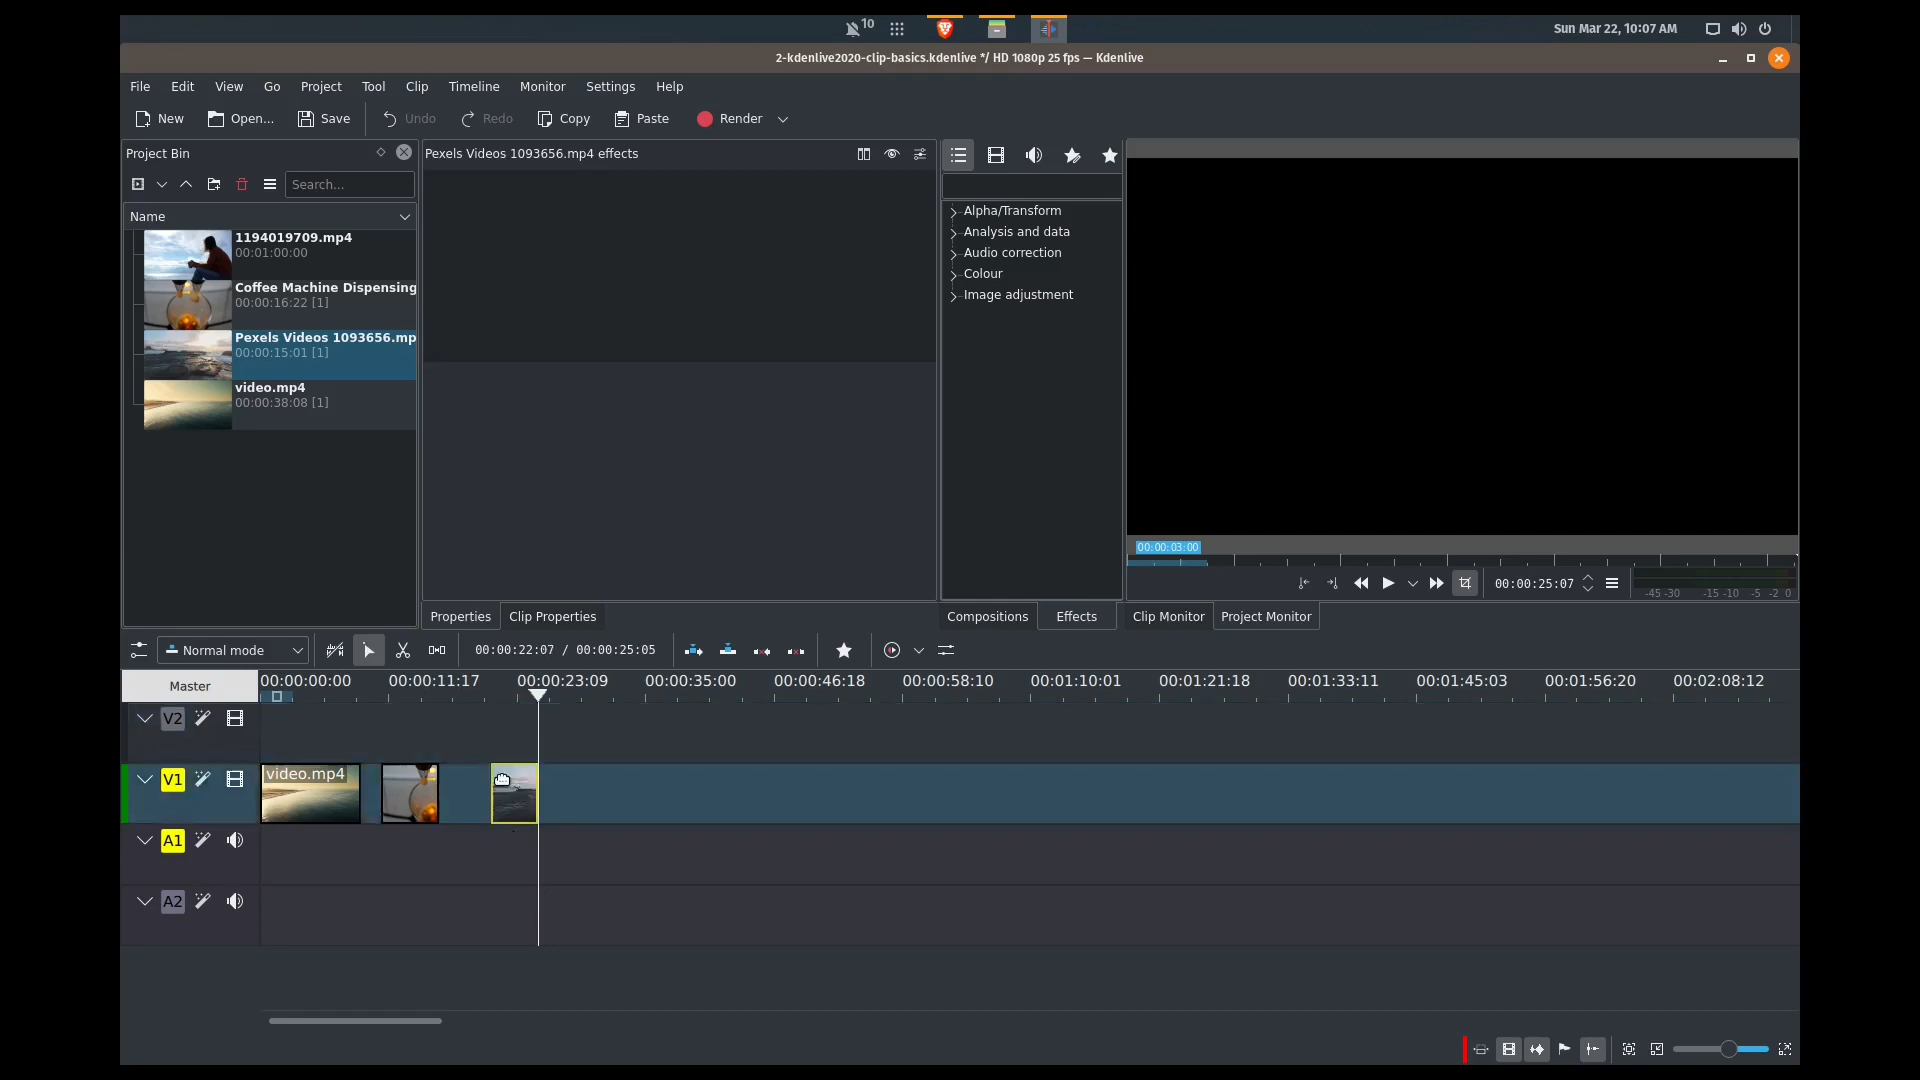 10
Sun Mar 22, 10:07 AM
2-kdenlive2020-clip-basics.kdenlive */ HD 1080p 25 fps — Kdenlive
File Edit View Go Project Tool Clip Timeline Monitor Settings Help
New Open... Save Undo Redo Copy Paste Render
Project Bin
Search...
Name
1194019709.mp4
00:01:00:00
Coffee Machine Dispensing
00:00:16:22 [1]
Pexels Videos 1093656.mp
00:00:15:01 [1]
video.mp4
00:00:38:08 [1]
Pexels Videos 1093656.mp4 effects
Properties Clip Properties
Alpha/Transform
Analysis and data
Audio correction
Colour
Image adjustment
Compositions Effects
00:00:03:00
00:00:25:07
-45 -30 -15 -10 -5 -2 0
Clip Monitor Project Monitor
Normal mode
00:00:22:07 / 00:00:25:05
Master
00:00:00:00 00:00:11:17 00:00:23:09 00:00:35:00 00:00:46:18 00:00:58:10 00:01:10:01 00:01:21:18 00:01:33:11 00:01:45:03 00:01:56:20 00:02:08:12
V2
V1
video.mp4
A1
A2